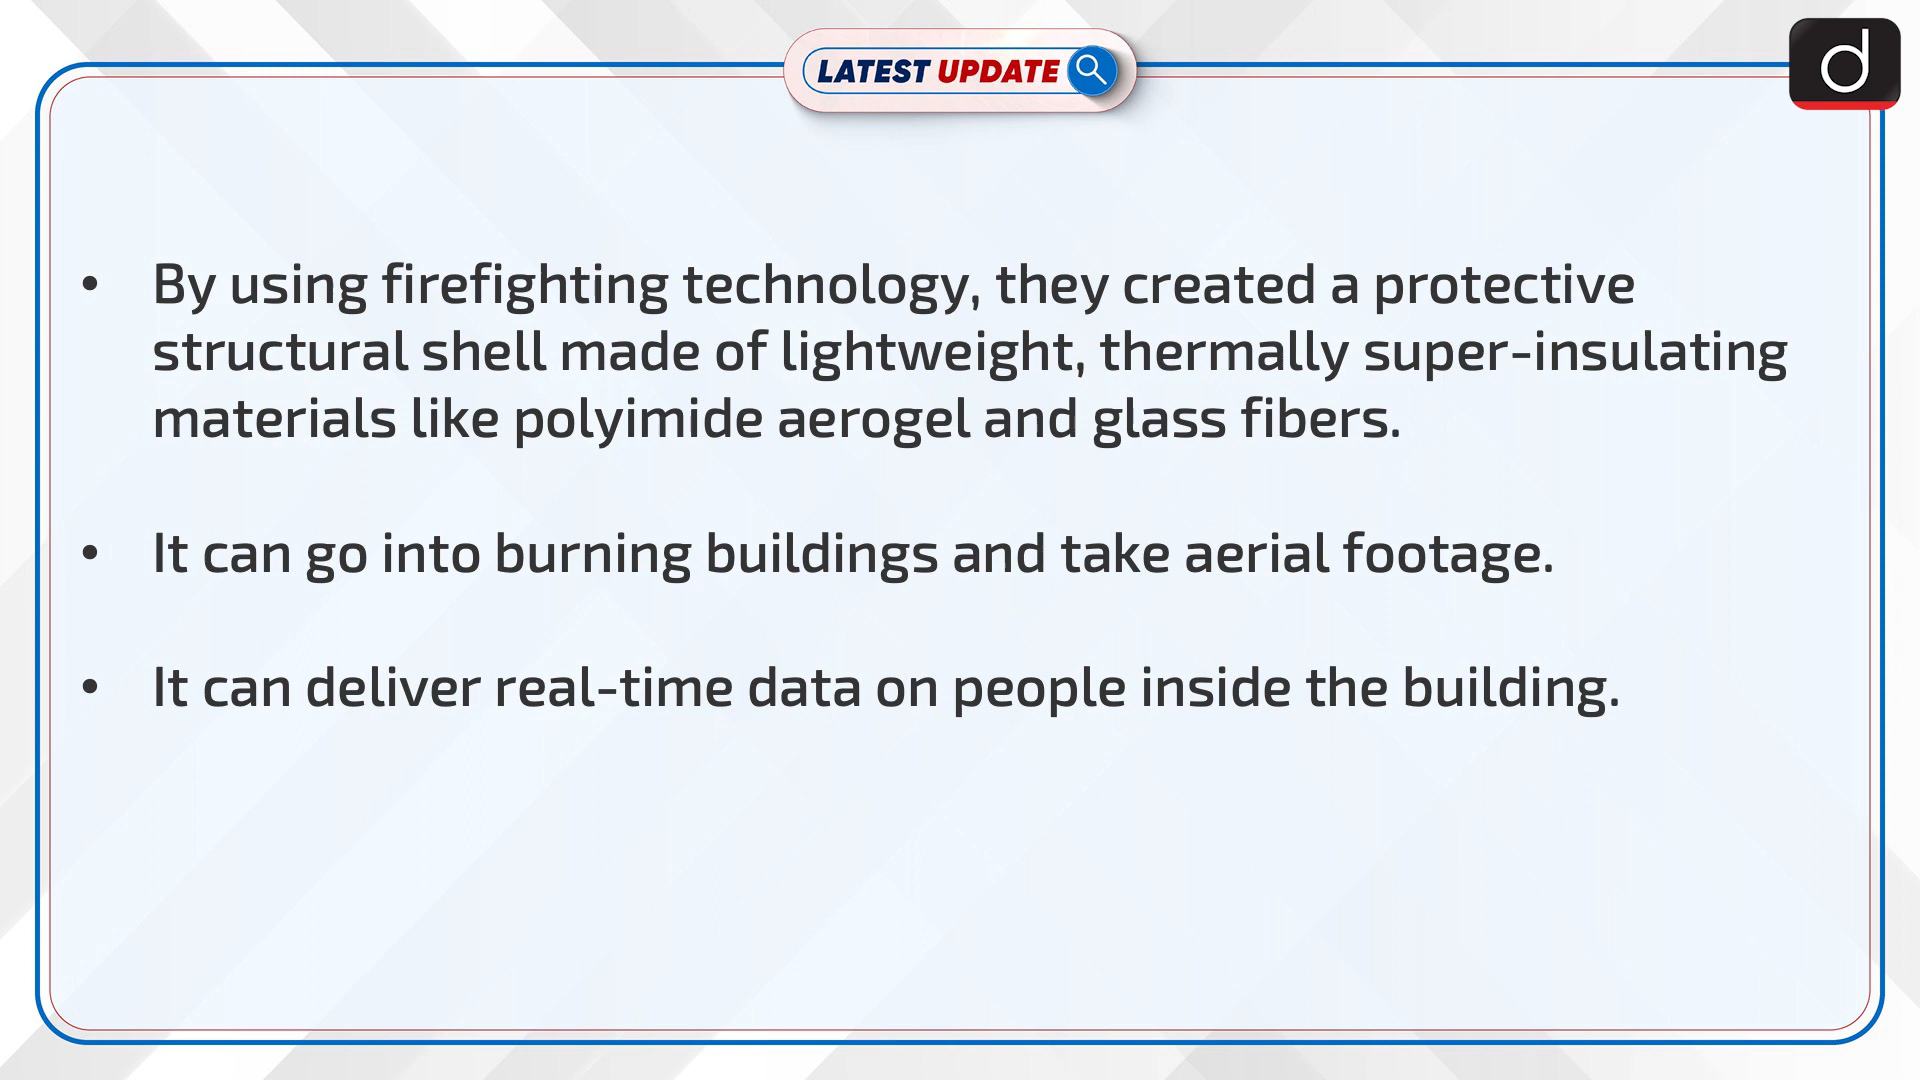 LATEST UPDATE
d
• By using firefighting technology, they created a protective
structural shell made of lightweight, thermally super-insulating
materials like polyimide aerogel and glass fibers.
• It can go into burning buildings and take aerial footage.
• It can deliver real-time data on people inside the building.